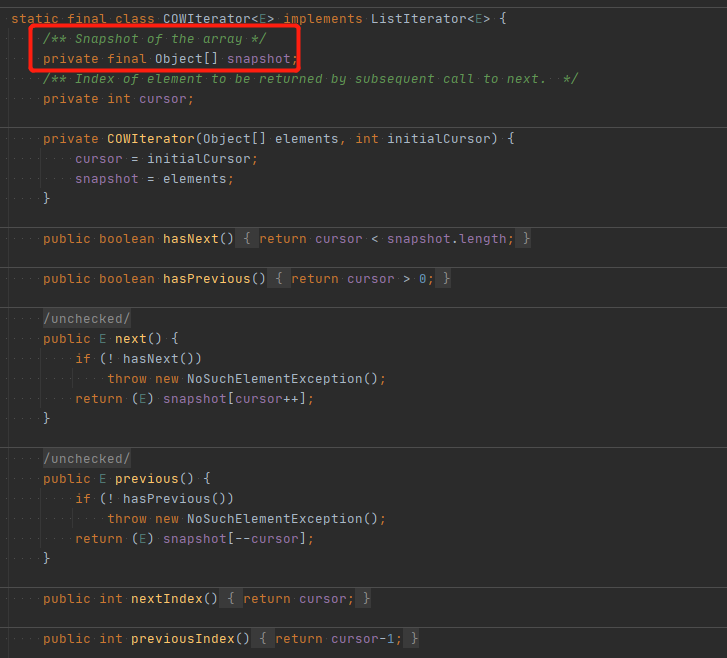 static final class COWIterator<E> implements ListIterator<E> {
/** Snapshot of the array */
private final Object[] snapshot;
/** Index of element to be returned by subsequent call to next.  */
private int cursor;
private COWIterator(Object[] elements, int initialCursor) {
cursor = initialCursor;
snapshot = elements;
}
public boolean hasNext() { return cursor < snapshot.length; }
public boolean hasPrevious() { return cursor > 0; }
/unchecked/
public E next() {
if (! hasNext())
throw new NoSuchElementException();
return (E) snapshot[cursor++];
}
/unchecked/
public E previous() {
if (! hasPrevious())
throw new NoSuchElementException();
return (E) snapshot[--cursor];
}
public int nextIndex() { return cursor; }
public int previousIndex() { return cursor-1; }